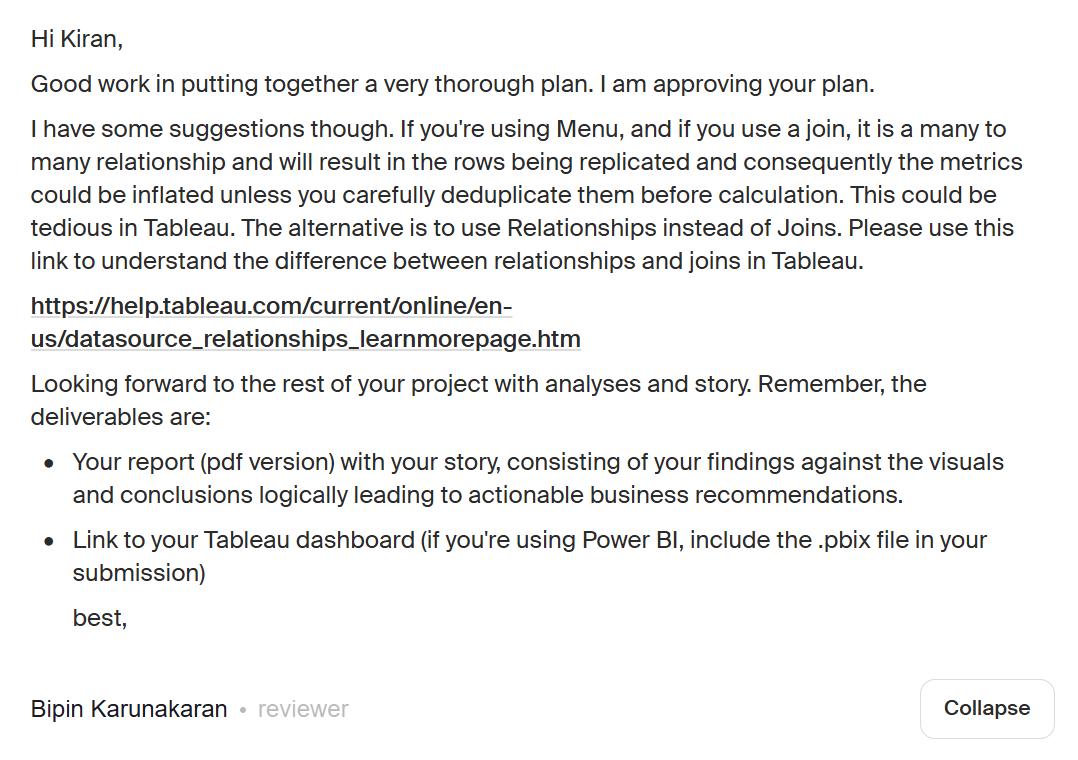 Hi Kiran,
Good work in putting together a very thorough plan. I am approving your plan.
I have some suggestions though. If you're using Menu, and if you use a join, it is a many to
many relationship and will result in the rows being replicated and consequently the metrics
could be inflated unless you carefully deduplicate them before calculation. This could be
tedious in Tableau. The alternative is to use Relationships instead of Joins. Please use this
link to understand the difference between relationships and joins in Tableau.
https://help.tableau.com/current/online/en-
us/datasource_relationships_learnmorepage.htm
Looking forward to the rest of your project with analyses and story. Remember, the
deliverables are:
• Your report (pdf version) with your story, consisting of your findings against the visuals
and conclusions logically leading to actionable business recommendations.
• Link to your Tableau dashboard (if you're using Power BI, include the .pbix file in your
submission)
best,
Bipin Karunakaran • reviewer
Collapse